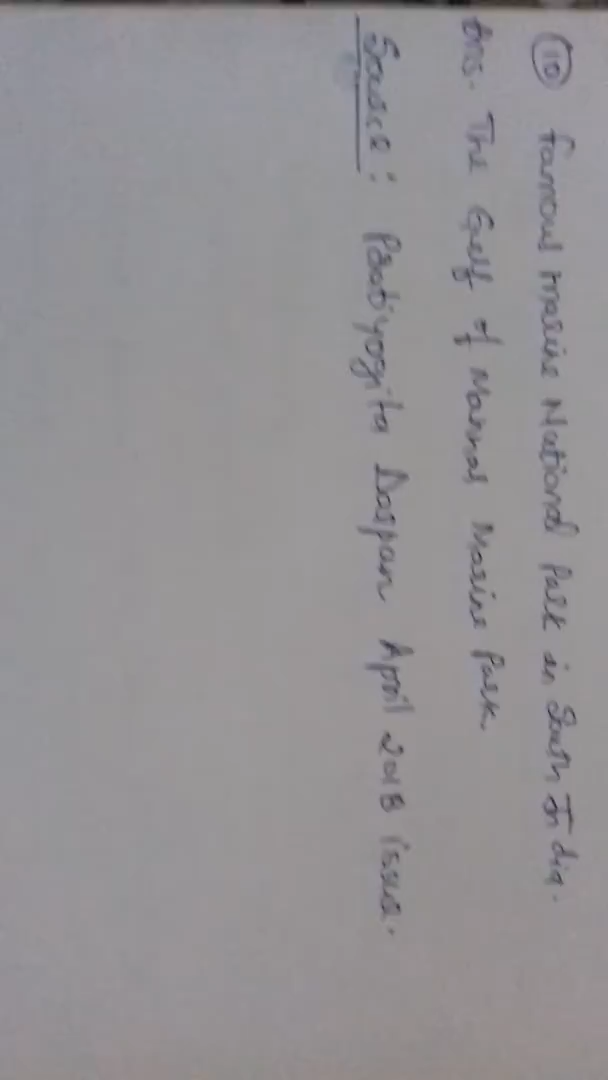 10 famous marine National Park in South India.
Ans. The Gulf of Mannar Marine Park.
Source: Pratiyogita Darpan April 2018 issue.